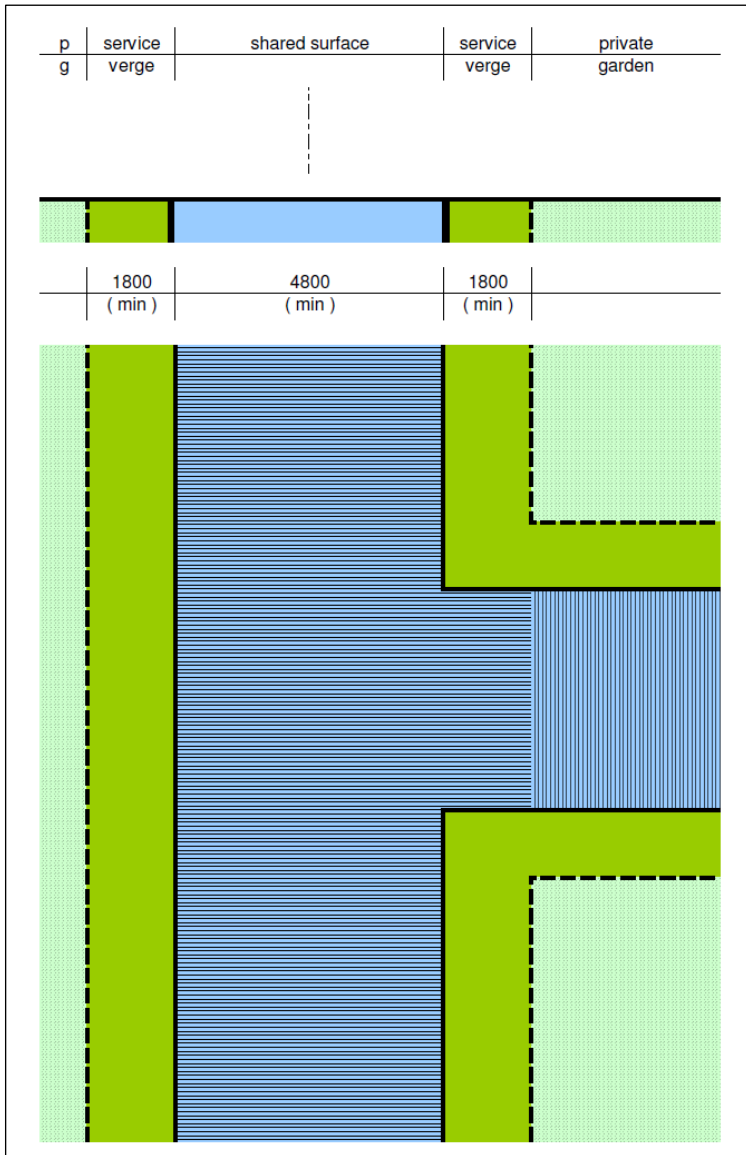 p service shared surface service private
g verge verge garden
1800 4800 1800
( min ) ( min ) ( min )